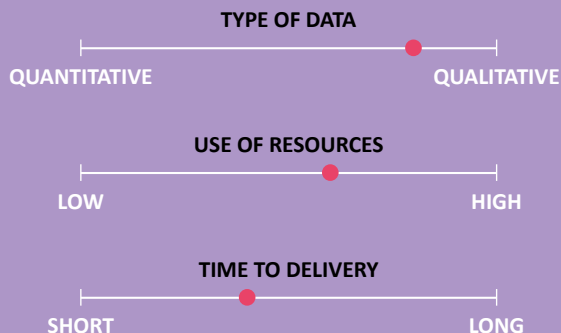 TYPE OF DATA
QUANTITATIVE QUALITATIVE
USE OF RESOURCES
LOW HIGH
TIME TO DELIVERY
SHORT LONG